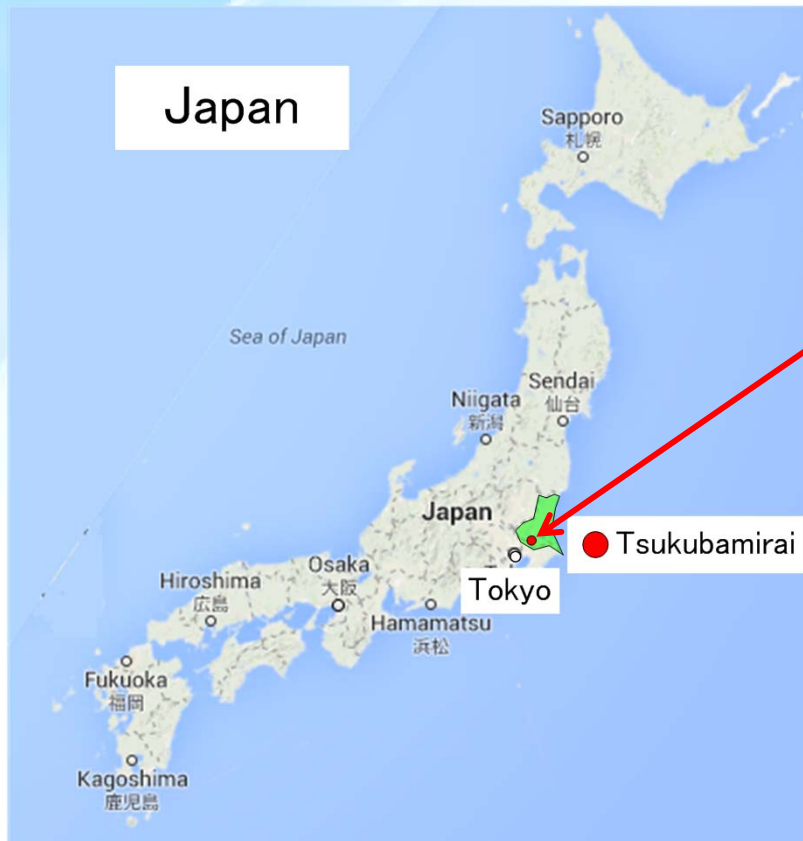 Japan
Sapporo
札幌
Sea of Japan
Sendai
仙台
Niigata
新潟
Japan
Tsukubamirai
Tokyo
Osaka
大阪
Hiroshima
広島
Hamamatsu
浜松
Fukuoka
福岡
Kagoshima
鹿児島